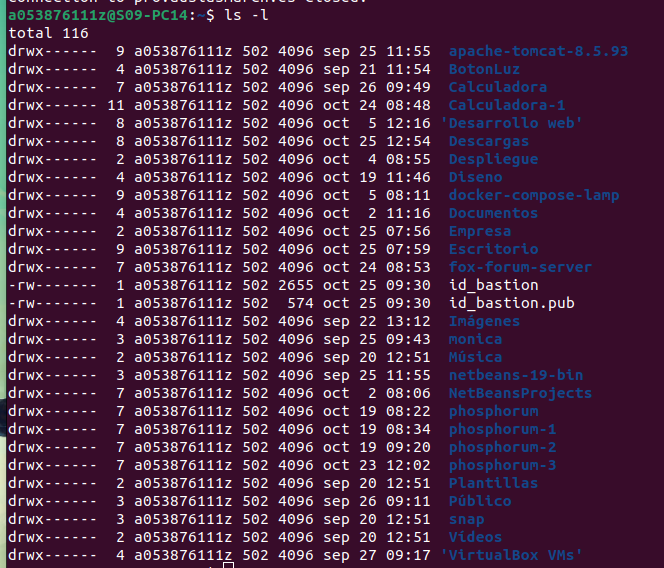 a053876111z@S09-PC14:~$ ls -l
total 116
drwx------  9 a053876111z 502 4096 sep 25 11:55  apache-tomcat-8.5.93
drwx------  4 a053876111z 502 4096 sep 21 11:54  BotonLuz
drwx------  7 a053876111z 502 4096 sep 26 09:49  Calculadora
drwx------ 11 a053876111z 502 4096 oct 24 08:48  Calculadora-1
drwx------  8 a053876111z 502 4096 oct  5 12:16 'Desarrollo web'
drwx------  8 a053876111z 502 4096 oct 25 12:54  Descargas
drwx------  2 a053876111z 502 4096 oct  4 08:55  Despliegue
drwx------  4 a053876111z 502 4096 oct 19 11:46  Diseno
drwx------  9 a053876111z 502 4096 oct  5 08:11  docker-compose-lamp
drwx------  4 a053876111z 502 4096 oct  2 11:16  Documentos
drwx------  2 a053876111z 502 4096 oct 25 07:56  Empresa
drwx------  9 a053876111z 502 4096 oct 25 07:59  Escritorio
drwx------  7 a053876111z 502 4096 oct 24 08:53  fox-forum-server
-rw-------  1 a053876111z 502 2655 oct 25 09:30  id_bastion
-rw-------  1 a053876111z 502  574 oct 25 09:30  id_bastion.pub
drwx------  4 a053876111z 502 4096 sep 22 13:12  Imágenes
drwx------  3 a053876111z 502 4096 sep 25 09:43  monica
drwx------  2 a053876111z 502 4096 sep 20 12:51  Música
drwx------  3 a053876111z 502 4096 sep 25 11:55  netbeans-19-bin
drwx------  7 a053876111z 502 4096 oct  2 08:06  NetBeansProjects
drwx------  7 a053876111z 502 4096 oct 19 08:22  phosphorum
drwx------  7 a053876111z 502 4096 oct 19 08:34  phosphorum-1
drwx------  7 a053876111z 502 4096 oct 19 09:20  phosphorum-2
drwx------  7 a053876111z 502 4096 oct 23 12:02  phosphorum-3
drwx------  2 a053876111z 502 4096 sep 20 12:51  Plantillas
drwx------  3 a053876111z 502 4096 sep 26 09:11  Público
drwx------  3 a053876111z 502 4096 sep 20 12:51  snap
drwx------  2 a053876111z 502 4096 sep 20 12:51  Vídeos
drwx------  4 a053876111z 502 4096 sep 27 09:17 'VirtualBox VMs'